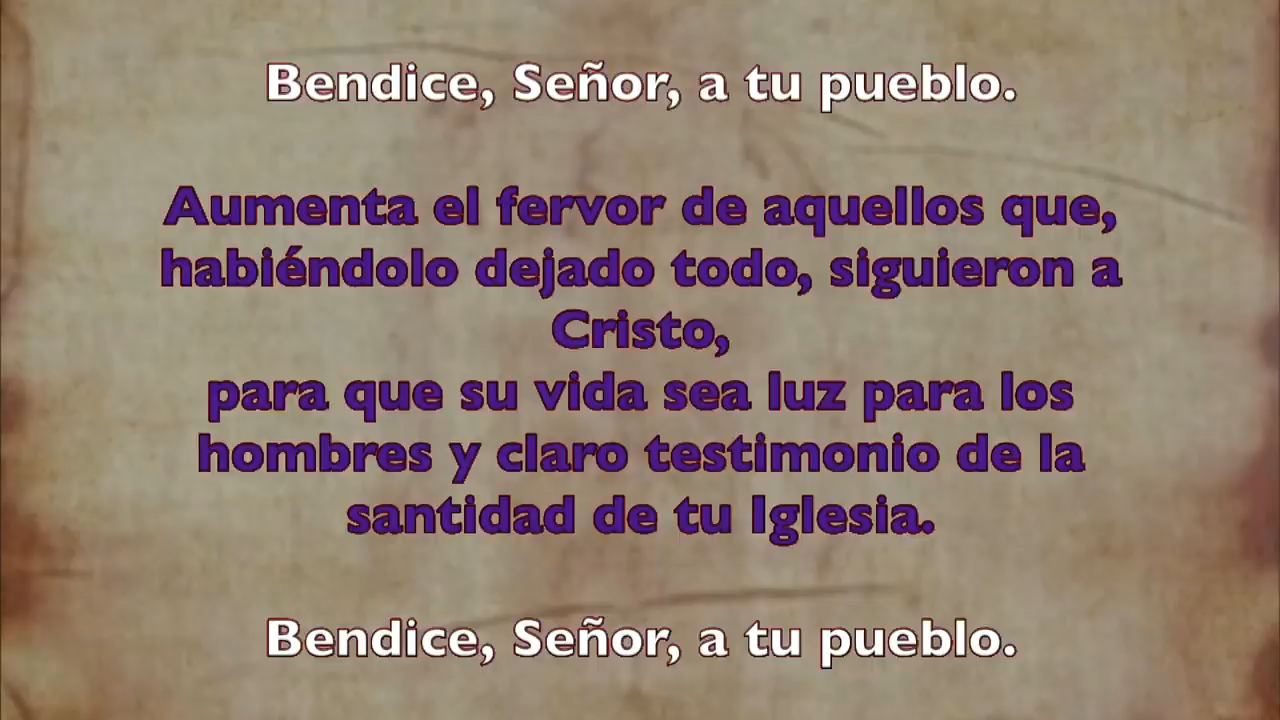 Bendice, Señor, a tu pueblo.
Aumenta el fervor de aquellos que,
habiéndolo dejado todo, siguieron a
Cristo,
para que su vida sea luz para los
hombres y claro testimonio de la
santidad de tu Iglesia.
Bendice, Señor, a tu pueblo.